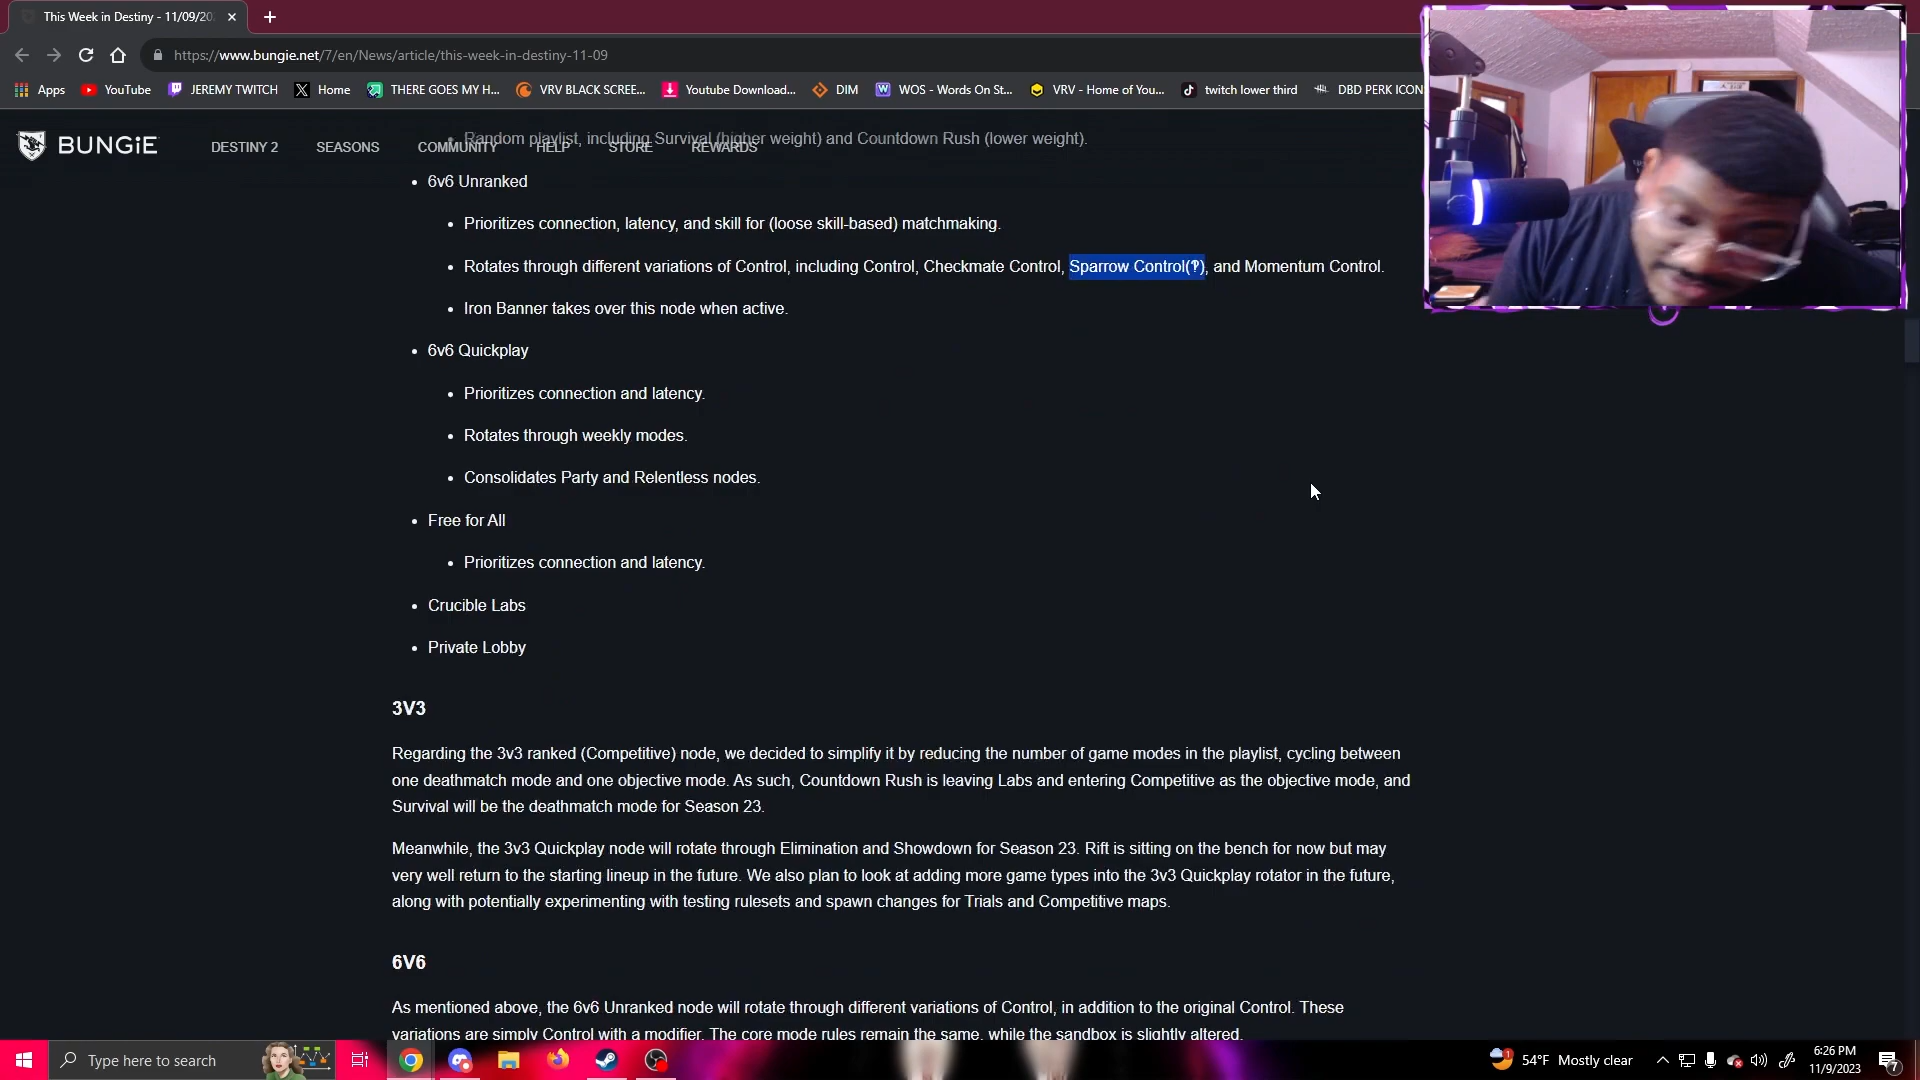 This Week in Destiny - 11/09/20
https://www.bungie.net/7/en/News/article/this-week-in-destiny-11-09
Apps YouTube JEREMY TWITCH Home THERE GOES MY H... VRV BLACK SCREE... Youtube Download... DIM WOS - Words On St... VRV - Home of You... twitch lower third DBD PERK ICON
BUNGiE DESTINY 2 SEASONS COMMUNITY HELP STORE REWARDS
• Random playlist, including Survival (higher weight) and Countdown Rush (lower weight).
• 6v6 Unranked
• Prioritizes connection, latency, and skill for (loose skill-based) matchmaking.
• Rotates through different variations of Control, including Control, Checkmate Control, Sparrow Control(‽), and Momentum Control.
• Iron Banner takes over this node when active.
• 6v6 Quickplay
• Prioritizes connection and latency.
• Rotates through weekly modes.
• Consolidates Party and Relentless nodes.
• Free for All
• Prioritizes connection and latency.
• Crucible Labs
• Private Lobby
3V3
Regarding the 3v3 ranked (Competitive) node, we decided to simplify it by reducing the number of game modes in the playlist, cycling between
one deathmatch mode and one objective mode. As such, Countdown Rush is leaving Labs and entering Competitive as the objective mode, and
Survival will be the deathmatch mode for Season 23.
Meanwhile, the 3v3 Quickplay node will rotate through Elimination and Showdown for Season 23. Rift is sitting on the bench for now but may
very well return to the starting lineup in the future. We also plan to look at adding more game types into the 3v3 Quickplay rotator in the future,
along with potentially experimenting with testing rulesets and spawn changes for Trials and Competitive maps.
6V6
As mentioned above, the 6v6 Unranked node will rotate through different variations of Control, in addition to the original Control. These
variations are simply Control with a modifier. The core mode rules remain the same, while the sandbox is slightly altered.
Type here to search
54°F Mostly clear
6:26 PM
11/9/2023
7